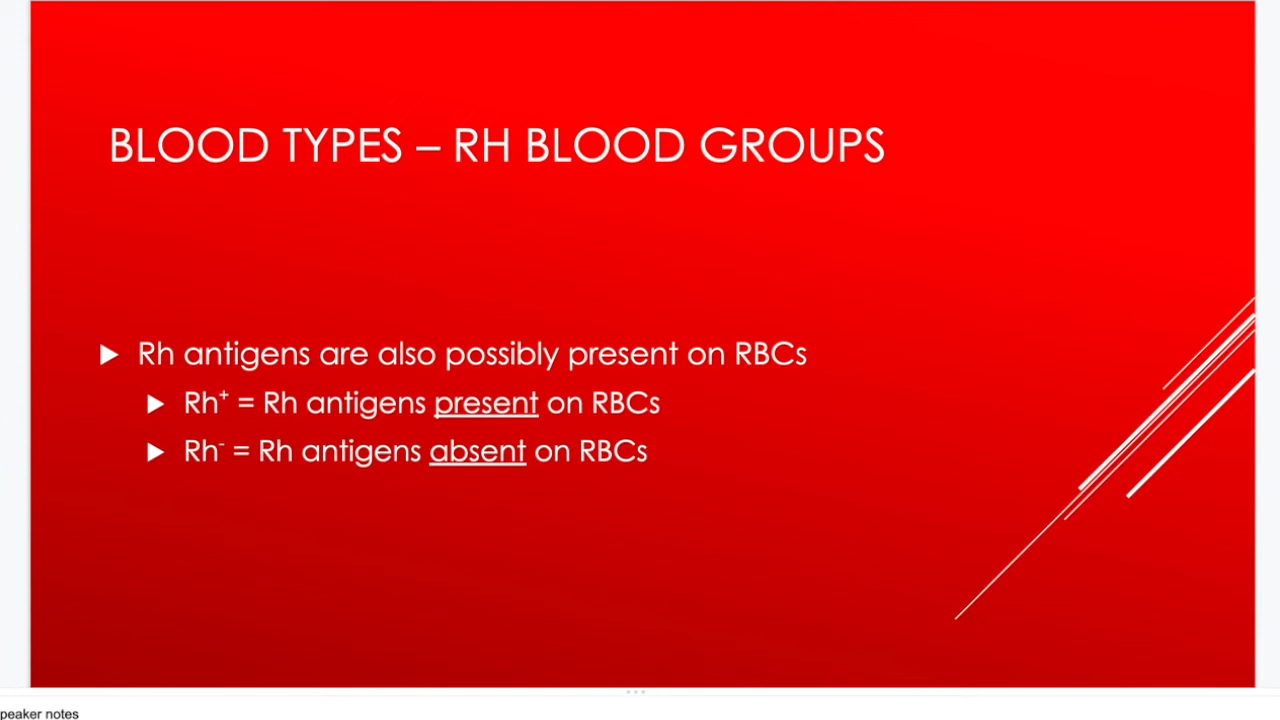 BLOOD TYPES – RH BLOOD GROUPS
Rh antigens are also possibly present on RBCs
Rh⁺ = Rh antigens present on RBCs
Rh⁻ = Rh antigens absent on RBCs
peaker notes